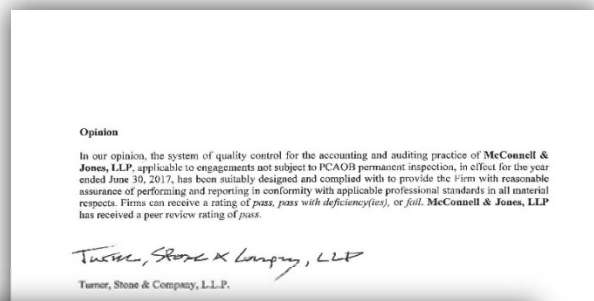 Opinion
In our opinion, the system of quality control for the accounting and auditing practice of McConnell &
Jones, LLP, applicable to engagements not subject to PCAOB permanent inspection, in effect for the year
ended June 30, 2017, has been suitably designed and complied with to provide the Firm with reasonable
assurance of performing and reporting in conformity with applicable professional standards in all material
respects. Firms can receive a rating of pass, pass with deficiency(ies), or fail. McConnell & Jones, LLP
has received a peer review rating of pass.
Turner, Stone & Company, LLP
Turner, Stone & Company, L.L.P.